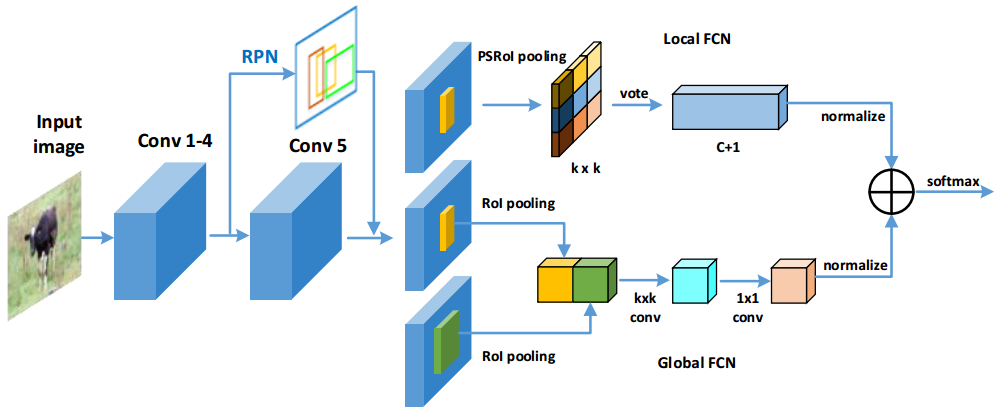 Local FCN
PSRoI pooling
RPN
vote
normalize
Input
image
Conv 1-4
Conv 5
C+1
k x k
softmax
RoI pooling
normalize
kxk
conv
1x1
conv
RoI pooling
Global FCN